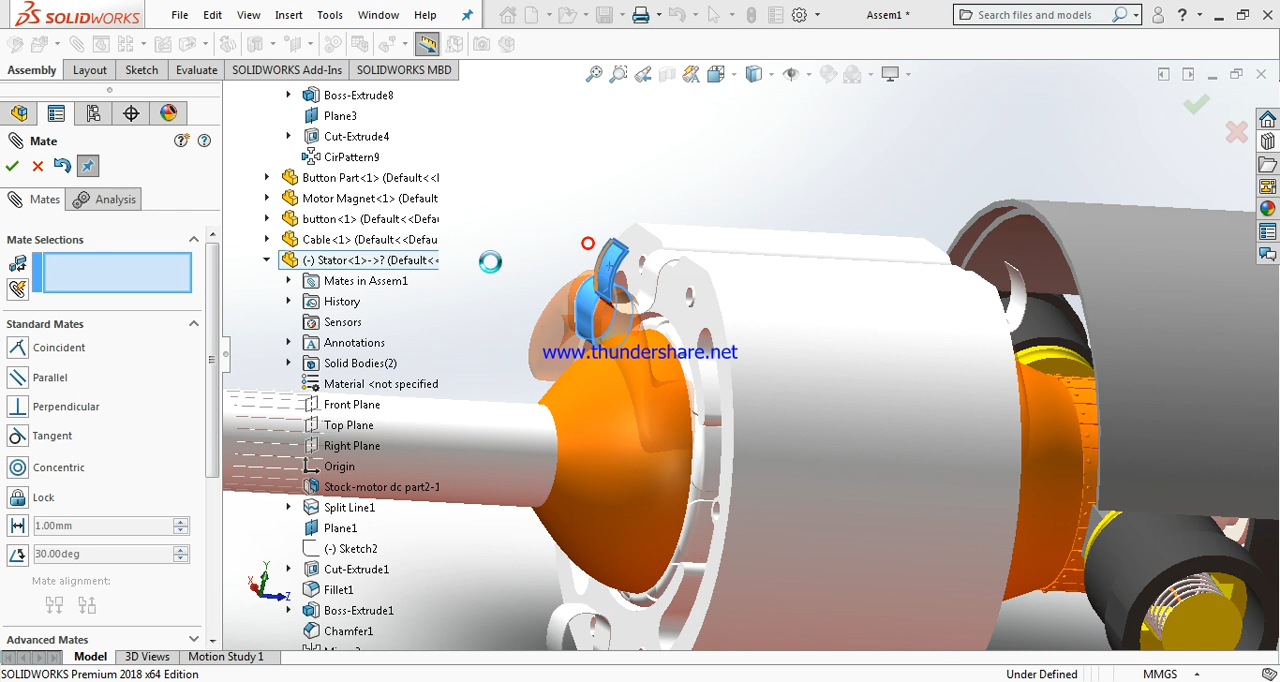 SOLIDWORKS
File Edit View Insert Tools Window Help
Assem1 *
Search files and models
?
Assembly Layout Sketch Evaluate SOLIDWORKS Add-Ins SOLIDWORKS MBD
Mate
Mates Analysis
Mate Selections
Standard Mates
Coincident
Parallel
Perpendicular
Tangent
Concentric
Lock
1.00mm
30.00deg
Mate alignment:
Advanced Mates
Boss-Extrude8
Plane3
Cut-Extrude4
CirPattern9
Button Part<1> (Default<<
Motor Magnet<1> (Default
button<1> (Default<<Defau
Cable<1> (Default<<Defau
(-) Stator<1>->? (Default<<
Mates in Assem1
History
Sensors
Annotations
Solid Bodies(2)
Material <not specified
Front Plane
Top Plane
Right Plane
Origin
Stock-motor dc part2-1
Split Line1
Plane1
(-) Sketch2
Cut-Extrude1
Fillet1
Boss-Extrude1
Chamfer1
www.thundershare.net
Y
X
Z
Model 3D Views Motion Study 1
SOLIDWORKS Premium 2018 x64 Edition
Under Defined
MMGS